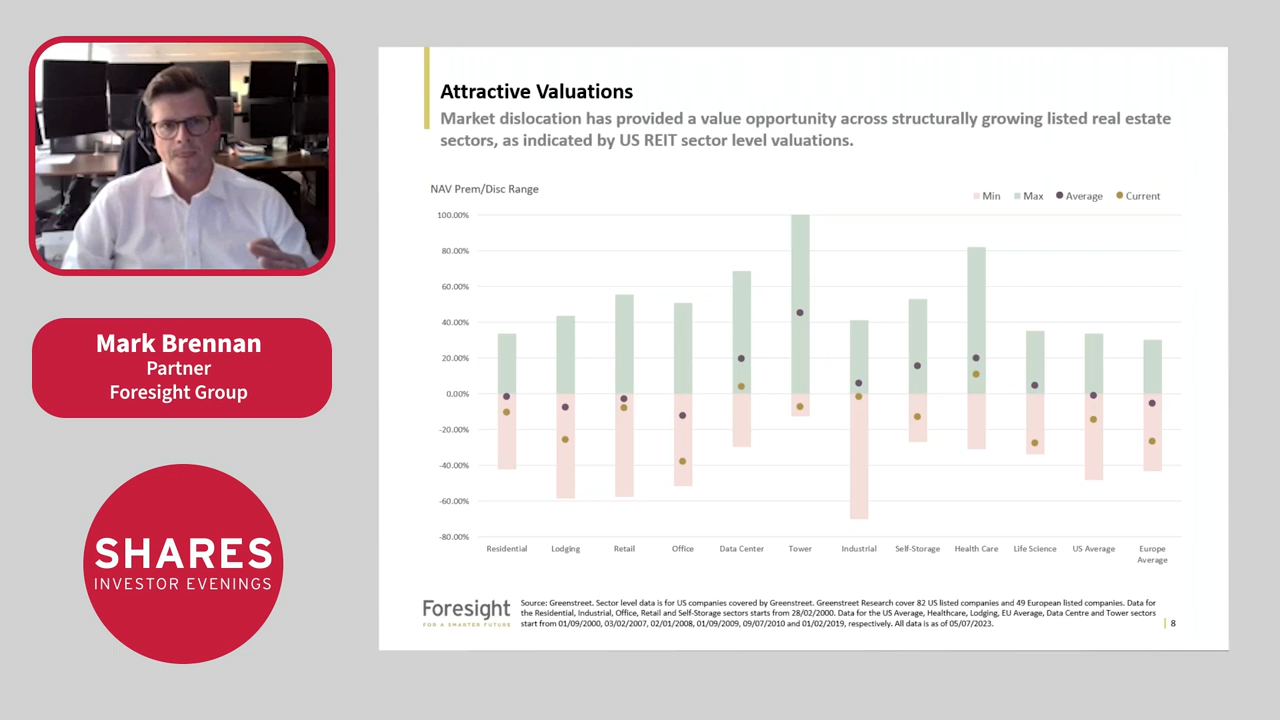 Mark Brennan
Partner
Foresight Group
SHARES
INVESTOR EVENINGS
Attractive Valuations
Market dislocation has provided a value opportunity across structurally growing listed real estate
sectors, as indicated by US REIT sector level valuations.
NAV Prem/Disc Range
Min Max Average Current
100.00%
80.00%
60.00%
40.00%
20.00%
0.00%
-20.00%
-40.00%
-60.00%
-80.00%
Residential Lodging Retail Office Data Center Tower Industrial Self-Storage Health Care Life Science US Average Europe
Average
Foresight
FOR A SMARTER FUTURE
Source: Greenstreet. Sector level data is for US companies covered by Greenstreet. Greenstreet Research cover 82 US listed companies and 49 European listed companies. Data for
the Residential, Industrial, Office, Retail and Self-Storage sectors starts from 28/02/2000. Data for the US Average, Healthcare, Lodging, EU Average, Data Centre and Tower sectors
start from 01/09/2000, 03/02/2007, 02/01/2008, 01/09/2009, 09/07/2010 and 01/02/2019, respectively. All data is as of 05/07/2023.
8